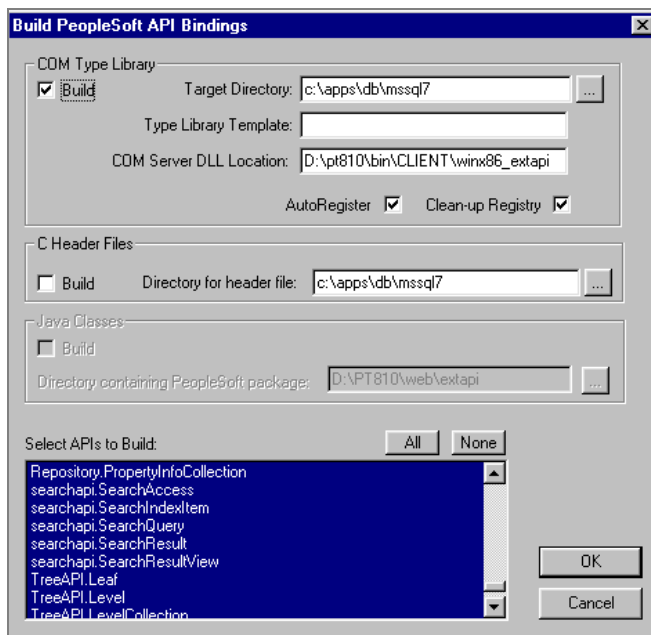 Build PeopleSoft API Bindings
COM Type Library
Build
Target Directory: c:\apps\db\mssql7 ...
Type Library Template:
COM Server DLL Location: D:\pt810\bin\CLIENT\winx86_extapi
AutoRegister Clean-up Registry
C Header Files
Build Directory for header file: c:\apps\db\mssql7 ...
Java Classes
Build
Directory containing PeopleSoft package: D:\PT810\web\extapi ...
Select APIs to Build: All None
Repository.PropertyInfoCollection
searchapi.SearchAccess
searchapi.SearchIndexItem
searchapi.SearchQuery
searchapi.SearchResult
searchapi.SearchResultView
TreeAPI.Leaf
TreeAPI.Level
TreeAPI.LevelCollection
OK
Cancel